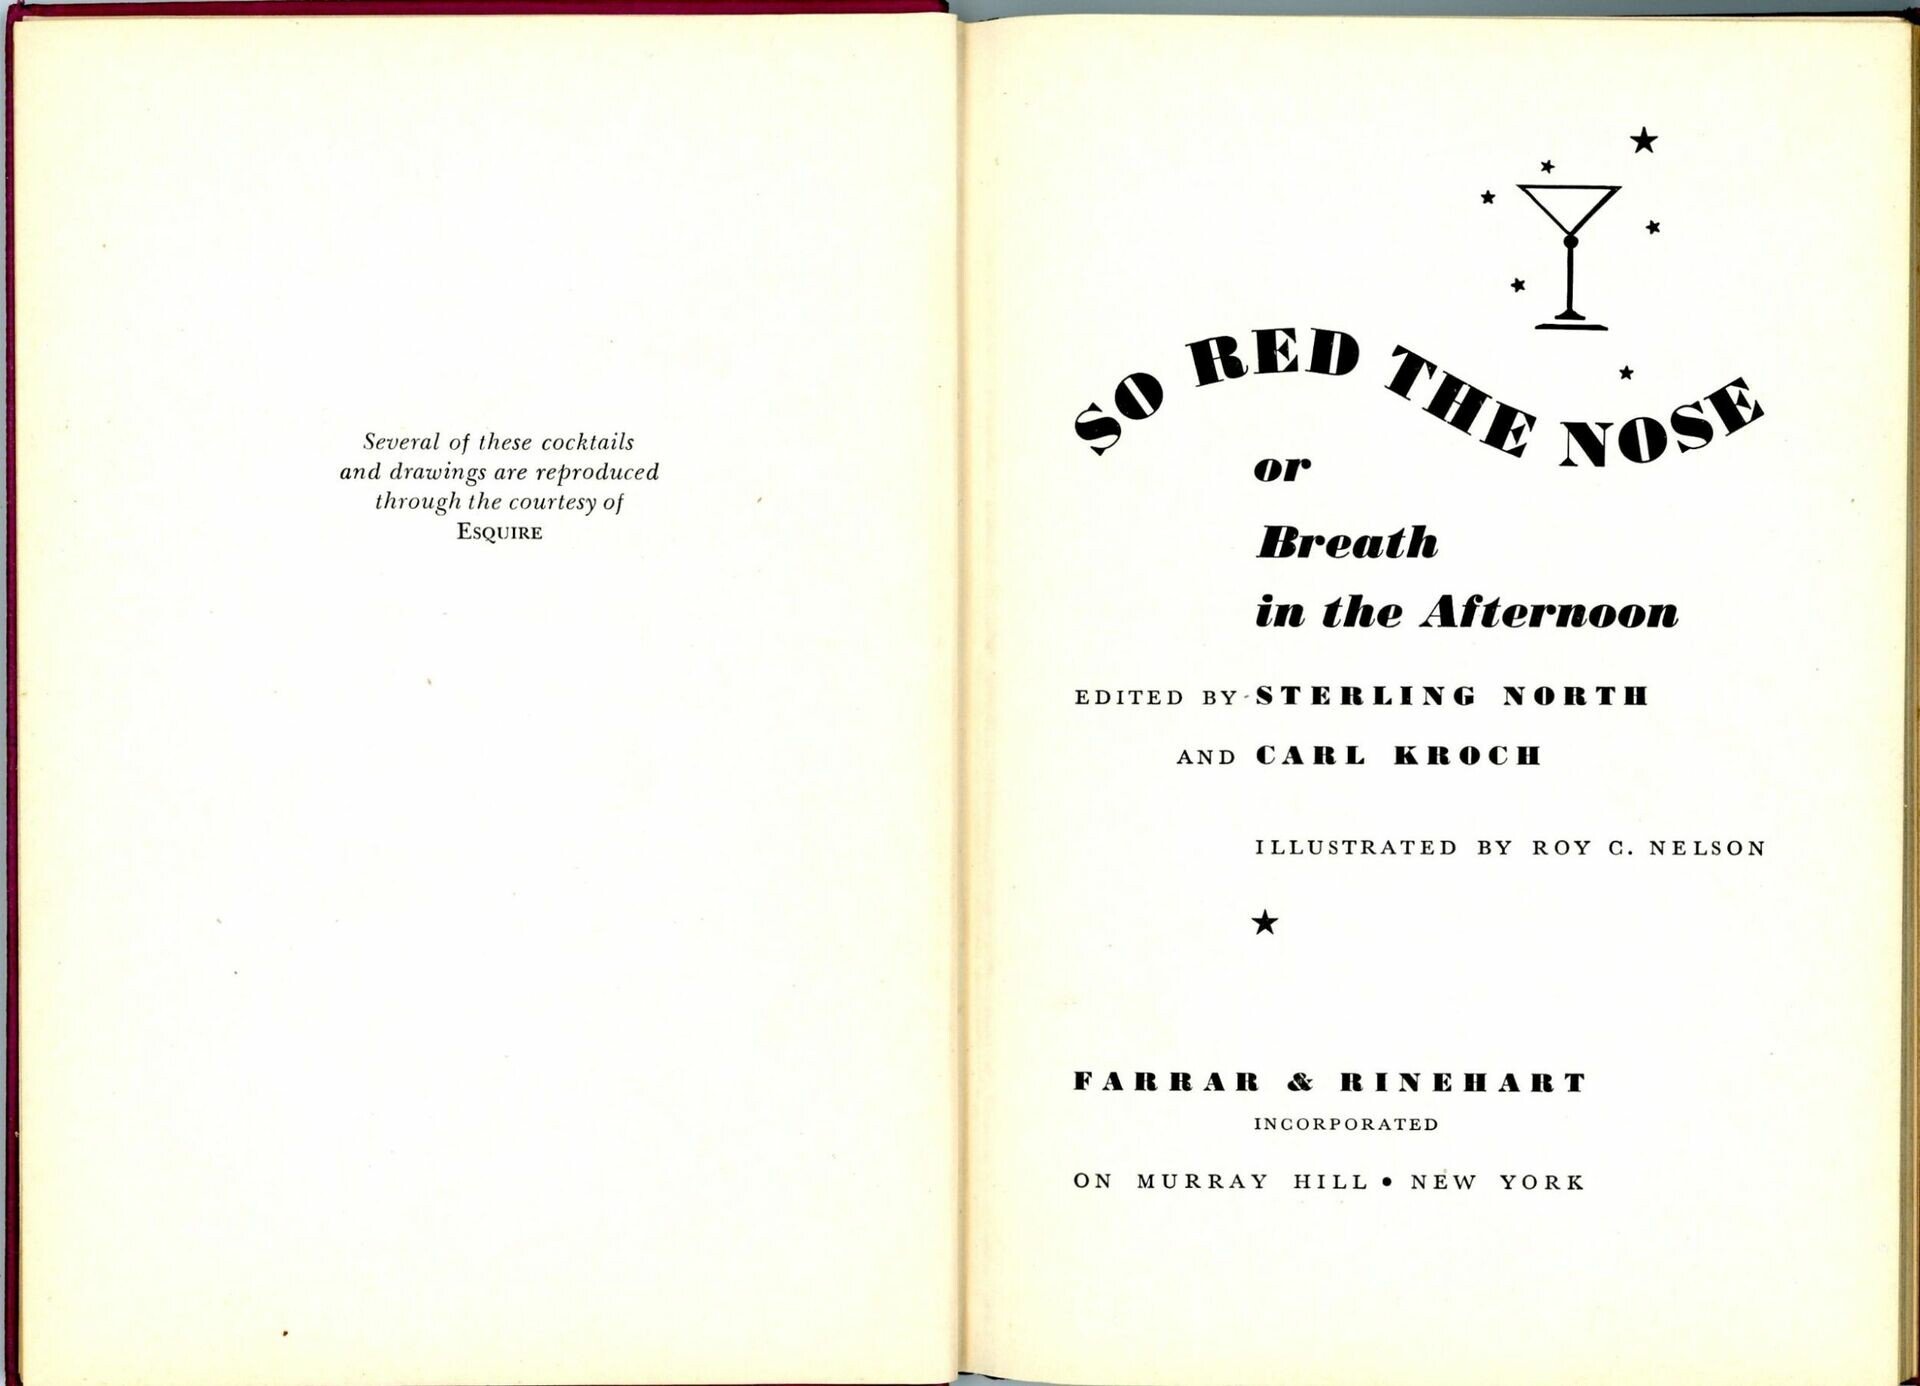 Several of these cocktails
and drawings are reproduced
through the courtesy of
ESQUIRE
SO RED THE NOSE
or
Breath
in the Afternoon
EDITED BY STERLING NORTH
AND CARL KROCH
ILLUSTRATED BY ROY C. NELSON
FARRAR & RINEHART
INCORPORATED
ON MURRAY HILL • NEW YORK